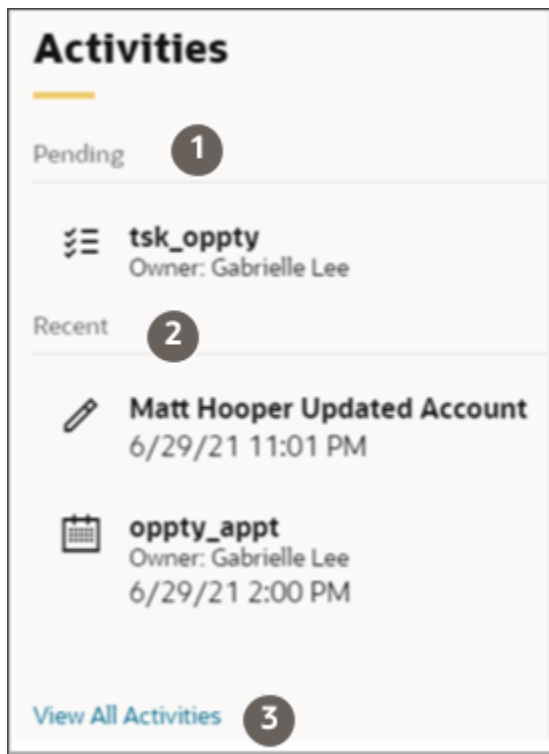 Activities
Pending 1
tsk_oppty
Owner: Gabrielle Lee
Recent 2
Matt Hooper Updated Account
6/29/21 11:01 PM
oppty_appt
Owner: Gabrielle Lee
6/29/21 2:00 PM
View All Activities 3